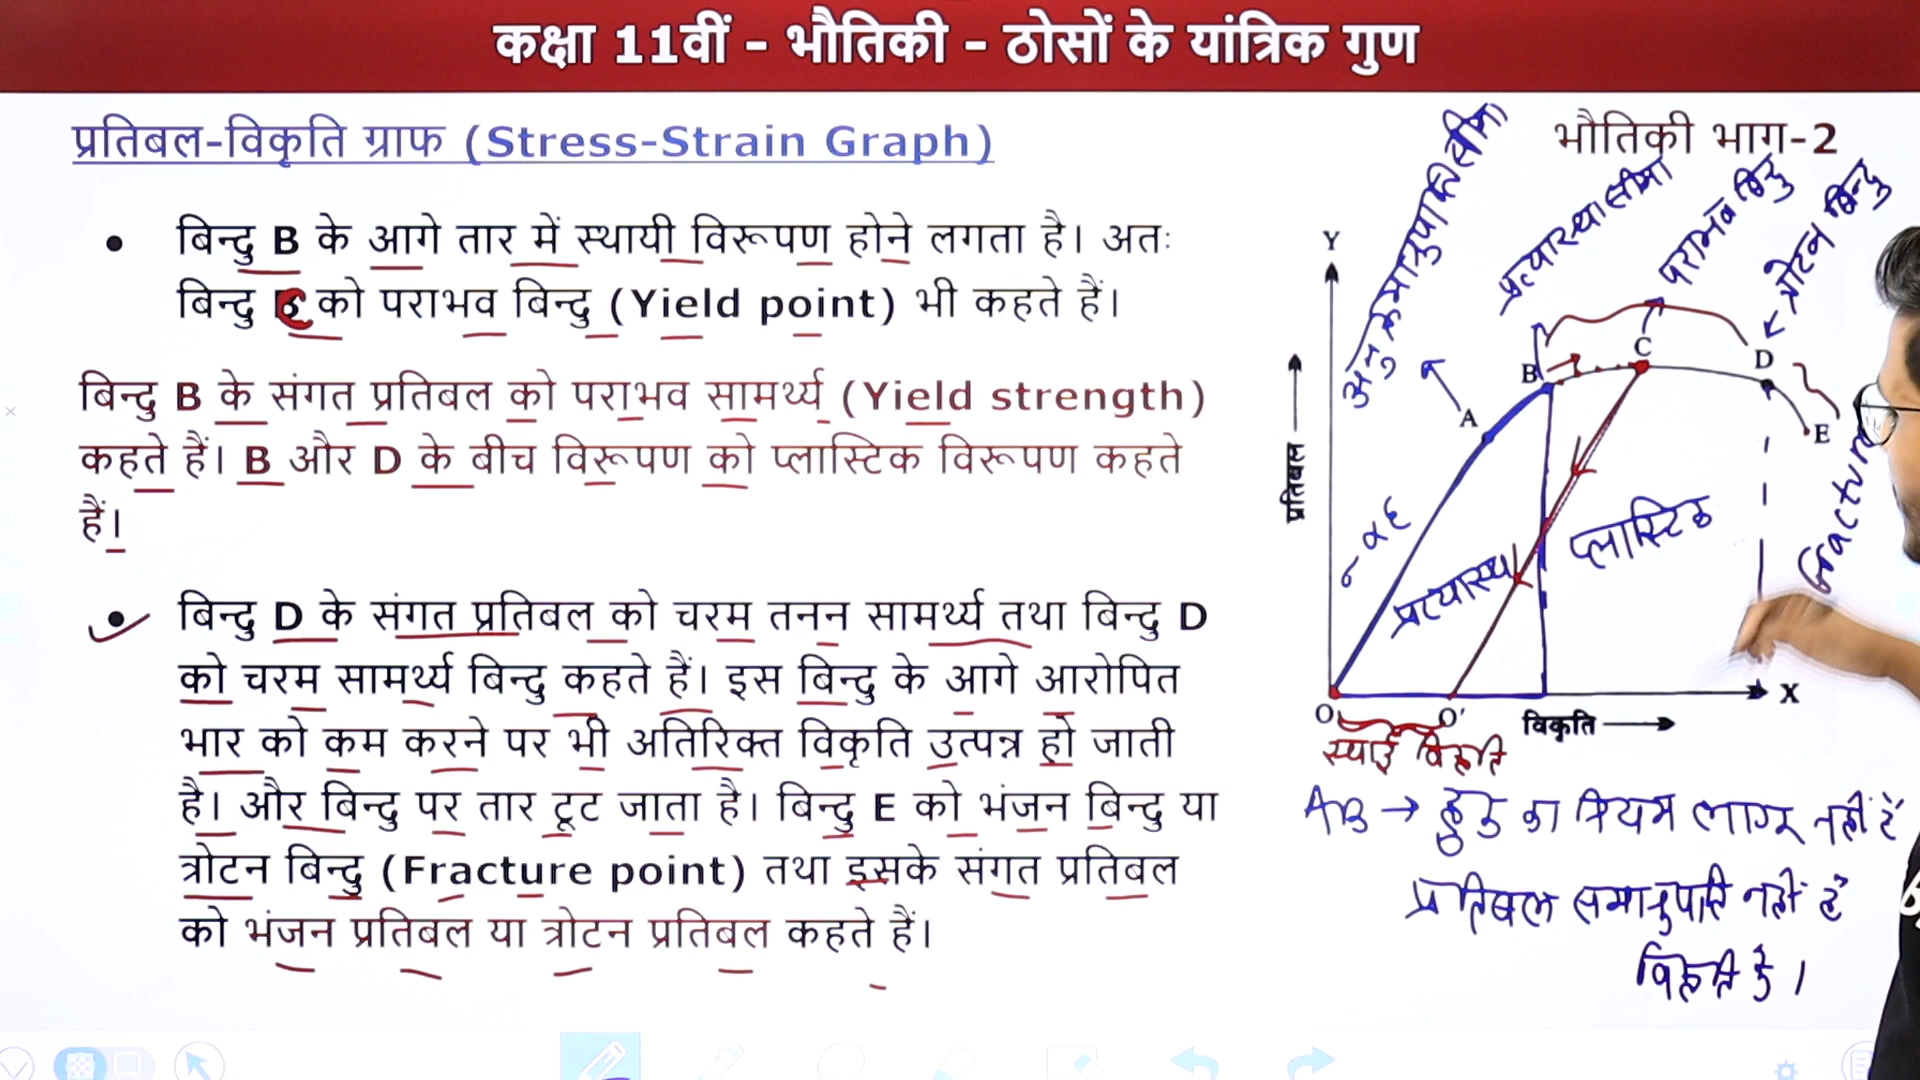 कक्षा 11वीं - भौतिकी - ठोसों के यांत्रिक गुण
प्रतिबल-विकृति ग्राफ (Stress-Strain Graph)
भौतिकी भाग-2
• बिन्दु B के आगे तार में स्थायी विरूपण होने लगता है। अतः
बिन्दु C को पराभव बिन्दु (Yield point) भी कहते हैं।
बिन्दु B के संगत प्रतिबल को पराभव सामर्थ्य (Yield strength)
कहते हैं। B और D के बीच विरूपण को प्लास्टिक विरूपण कहते
हैं।
• बिन्दु D के संगत प्रतिबल को चरम तनन सामर्थ्य तथा बिन्दु D
को चरम सामर्थ्य बिन्दु कहते हैं। इस बिन्दु के आगे आरोपित
भार को कम करने पर भी अतिरिक्त विकृति उत्पन्न हो जाती
है। और बिन्दु पर तार टूट जाता है। बिन्दु E को भंजन बिन्दु या
त्रोटन बिन्दु (Fracture point) तथा इसके संगत प्रतिबल
को भंजन प्रतिबल या त्रोटन प्रतिबल कहते हैं।
प्रत्यास्था सीमा
पराभव बिन्दु
त्रोटन बिन्दु
Y
A
B
C
D
E
प्रतिबल
σ α ε
प्रत्यास्थ
प्लास्टिक
Fracture
O
O'
X
विकृति
स्थाई विकृति
AB → हुक का नियम लागू नहीं है
प्रतिबल समानुपाति नहीं है
विकृति के।